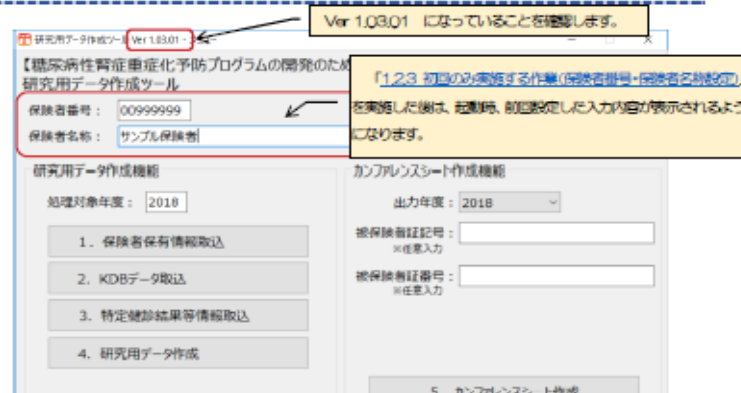 Ver 1.03.01 になっていることを確認します。
研究用データ作成ツール Ver 1.03.01 -
【糖尿病性腎症重症化予防プログラムの開発のため
研究用データ作成ツール
「1.2.3 初回のみ実施する作業(保険者番号・保険者名称設定)」
を実施した後は、起動時、前回設定した入力内容が表示されるよう
になります。
保険者番号： 00999999
保険者名称： サンプル保険者
研究用データ作成機能
処理対象年度： 2018
1. 保険者保有情報取込
2. KDBデータ取込
3. 特定健診結果等情報取込
4. 研究用データ作成
カンファレンスシート作成機能
出力年度： 2018
被保険者証記号：
※任意入力
被保険者証番号：
※任意入力
5. カンファレンスシート作成